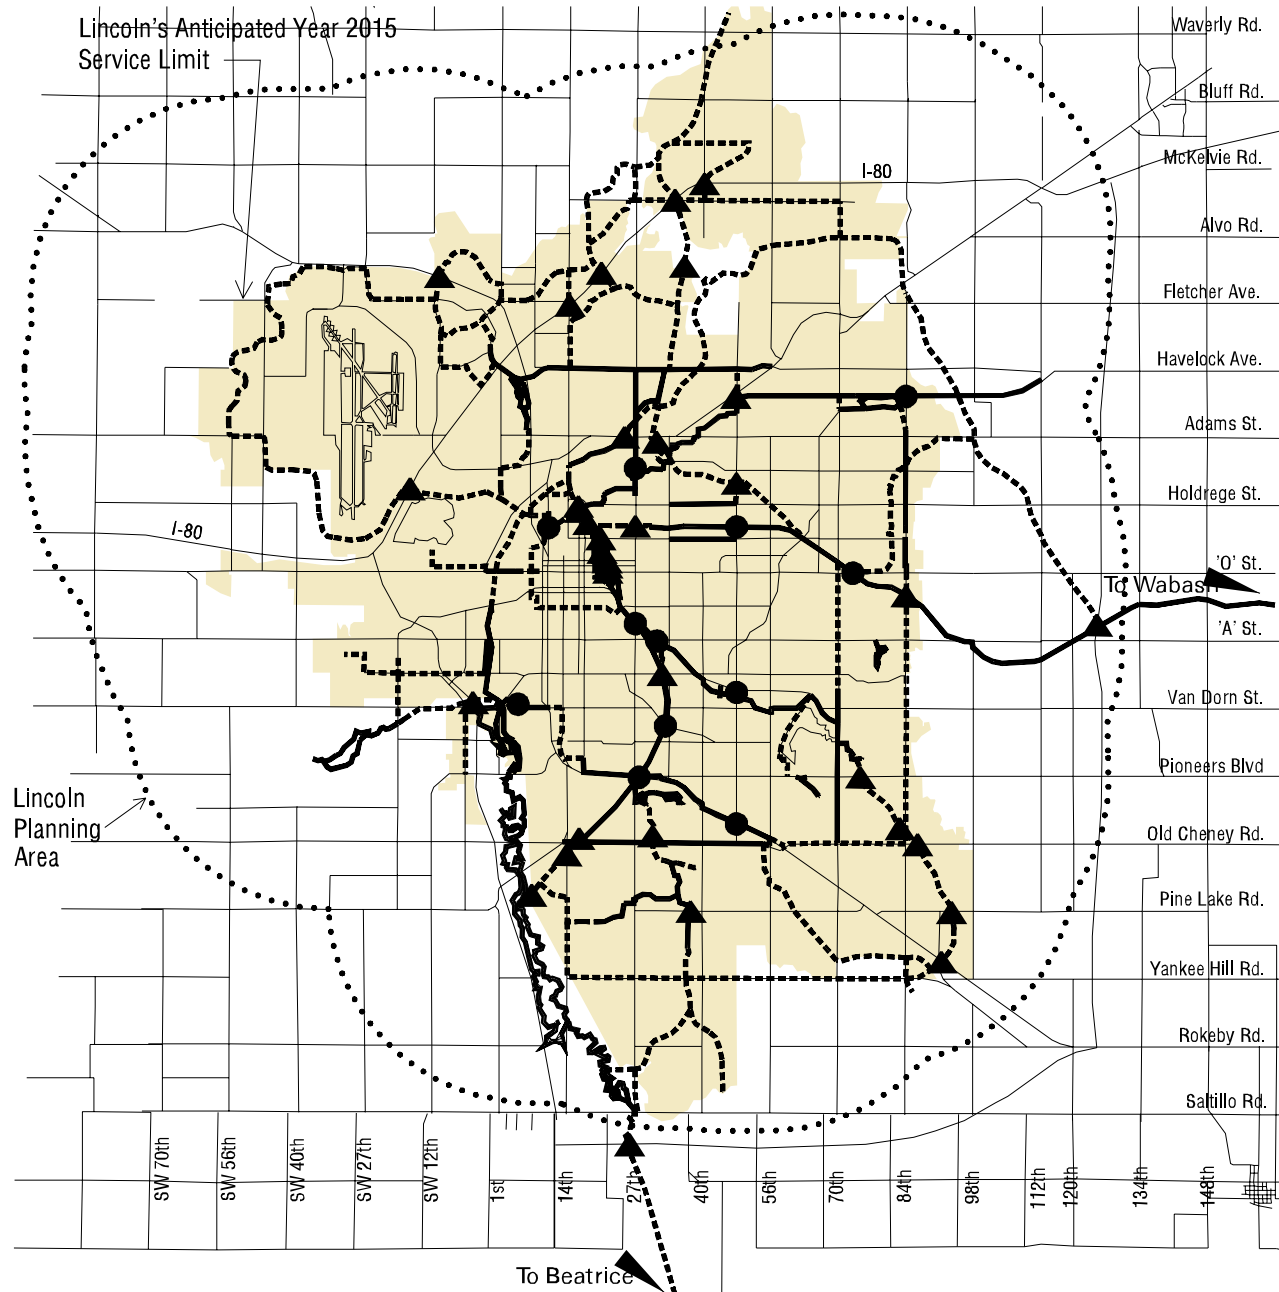 Lincoln's Anticipated Year 2015
Service Limit
Waverly Rd.
Bluff Rd.
McKelvie Rd.
I-80
Alvo Rd.
Fletcher Ave.
Havelock Ave.
Adams St.
Holdrege St.
I-80
'O' St.
To Wabash
'A' St.
Van Dorn St.
Pioneers Blvd
Lincoln
Planning
Area
Old Cheney Rd.
Pine Lake Rd.
Yankee Hill Rd.
Rokeby Rd.
Saltillo Rd.
SW 70th
SW 56th
SW 40th
SW 27th
SW 12th
1st
14th
27th
40th
56th
70th
84th
98th
112th
120th
134th
148th
To Beatrice